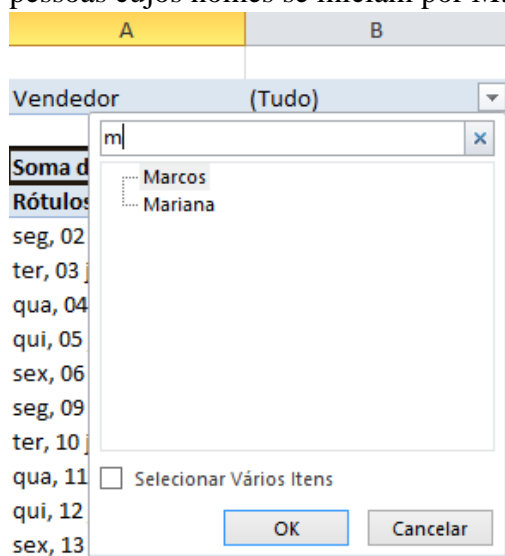 pessoas cujos nomes se iniciam por M.
A B
Vendedor (Tudo)
m
Soma d
Marcos
Rótulos
Mariana
seg, 02
ter, 03 j
qua, 04
qui, 05
sex, 06
seg, 09
ter, 10 j
qua, 11 Selecionar Vários Itens
qui, 12
OK Cancelar
sex, 13